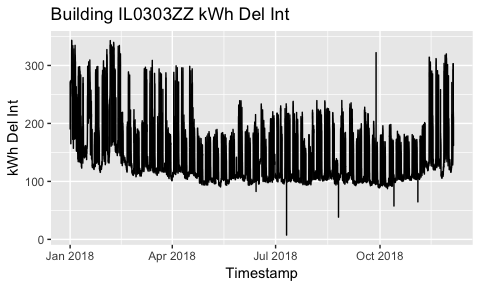 Building IL0303ZZ kWh Del Int
kWh Del Int
300
200
100
0
Jan 2018
Apr 2018
Jul 2018
Oct 2018
Timestamp